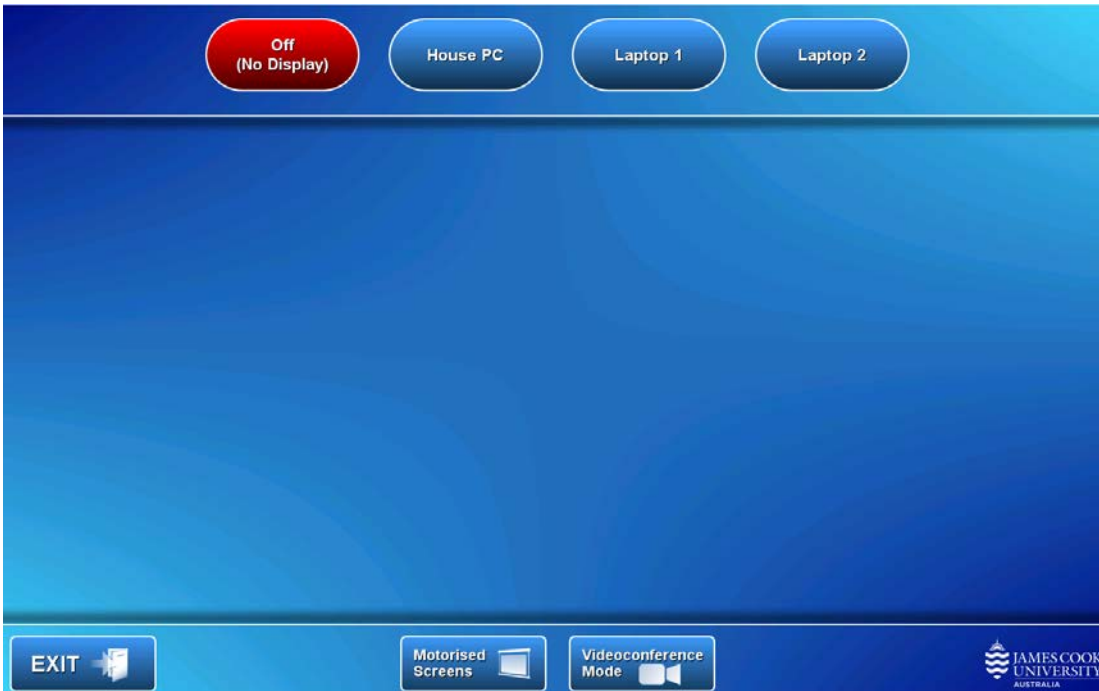 Off
(No Display)
House PC
Laptop 1
Laptop 2
EXIT
Motorised
Screens
Videoconference
Mode
JAMES COOK
UNIVERSITY
AUSTRALIA